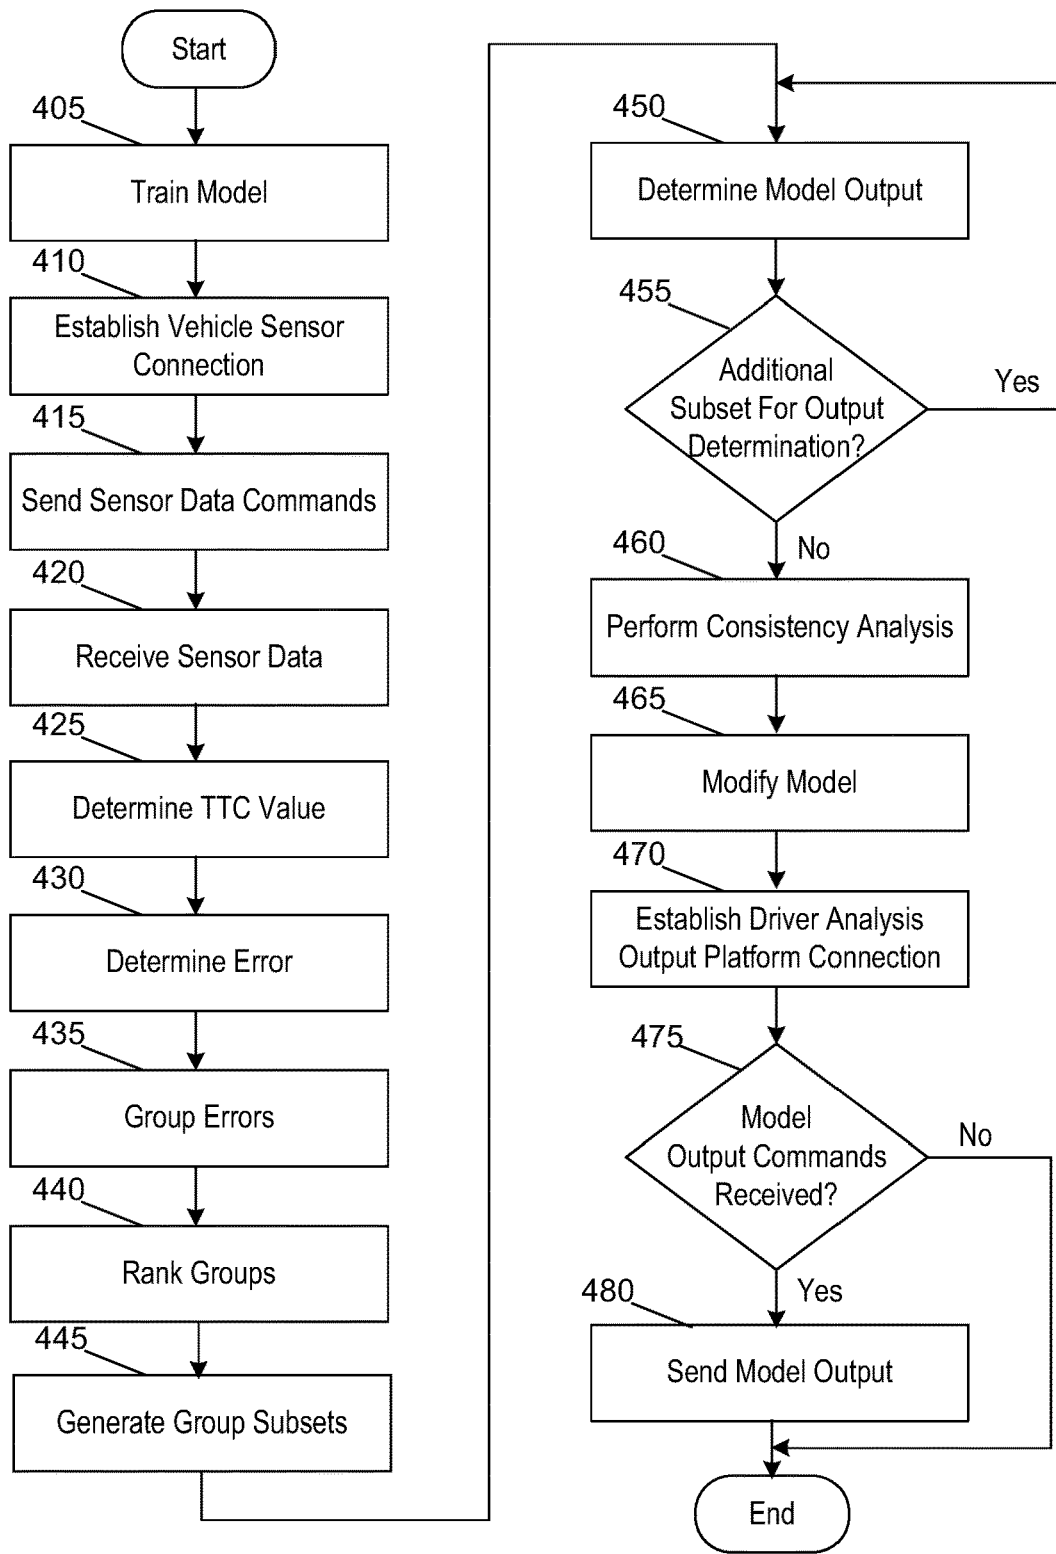 Start
405
Train Model
410
Establish Vehicle Sensor
Connection
415
Send Sensor Data Commands
420
Receive Sensor Data
425
Determine TTC Value
430
Determine Error
435
Group Errors
440
Rank Groups
445
Generate Group Subsets
450
Determine Model Output
455
Additional
Subset For Output
Determination?
Yes
No
460
Perform Consistency Analysis
465
Modify Model
470
Establish Driver Analysis
Output Platform Connection
475
Model
Output Commands
Received?
No
Yes
480
Send Model Output
End